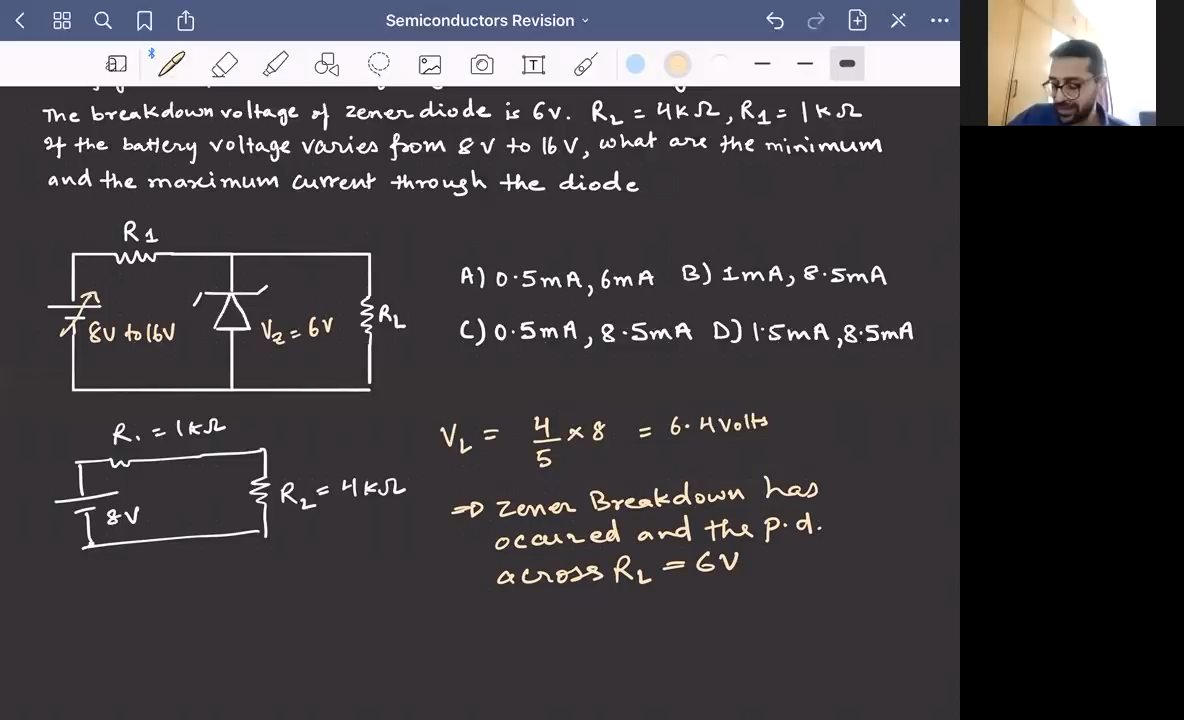 Semiconductors Revision
The breakdown voltage of zener diode is 6V. RL = 4kΩ, R1 = 1kΩ
If the battery voltage varies from 8V to 16V, what are the minimum
and the maximum current through the diode
R1
8V to 16V
Vz = 6V
RL
A) 0.5mA, 6mA B) 1mA, 8.5mA
C) 0.5mA, 8.5mA D) 1.5mA, 8.5mA
R1 = 1kΩ
8V
RL = 4kΩ
VL = 4/5 × 8 = 6.4 Volts
⇒ Zener Breakdown has
occured and the p.d.
across RL = 6V